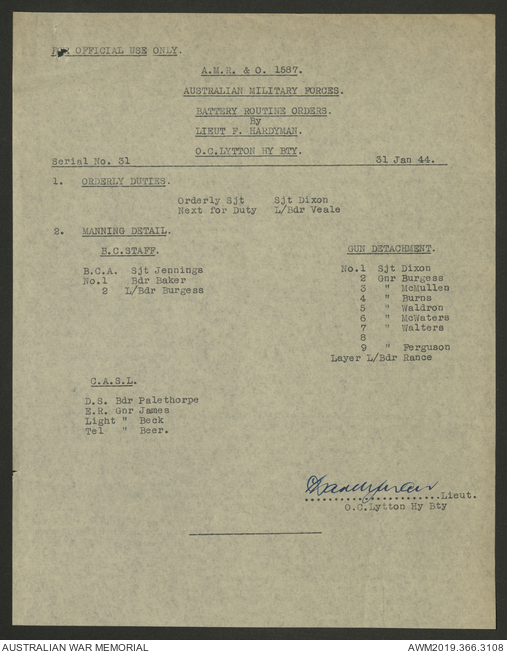 FOR OFFICIAL USE ONLY.
A.M.R. & O. 1587.
AUSTRALIAN MILITARY FORCES.
BATTERY ROUTINE ORDERS.
By
LIEUT F. HARDYMAN.
O.C.LYTTON HY BTY.
Serial No. 31 31 Jan 44.
1. ORDERLY DUTIES.
Orderly Sjt Sjt Dixon
Next for Duty L/Bdr Veale
2. MANNING DETAIL.
B.C.STAFF.
B.C.A. Sjt Jennings
No.1 Bdr Baker
2 L/Bdr Burgess
GUN DETACHMENT.
No.1 Sjt Dixon
2 Gnr Burgess
3 " McMullen
4 " Burns
5 " Waldron
6 " McWaters
7 " Walters
8
9 " Ferguson
Layer L/Bdr Rance
C.A.S.L.
D.S. Bdr Palethorpe
E.R. Gnr James
Light " Beck
Tel " Beer.
Hardyman
......................Lieut.
O.C.Lytton Hy Bty
AUSTRALIAN WAR MEMORIAL AWM2019.366.3108